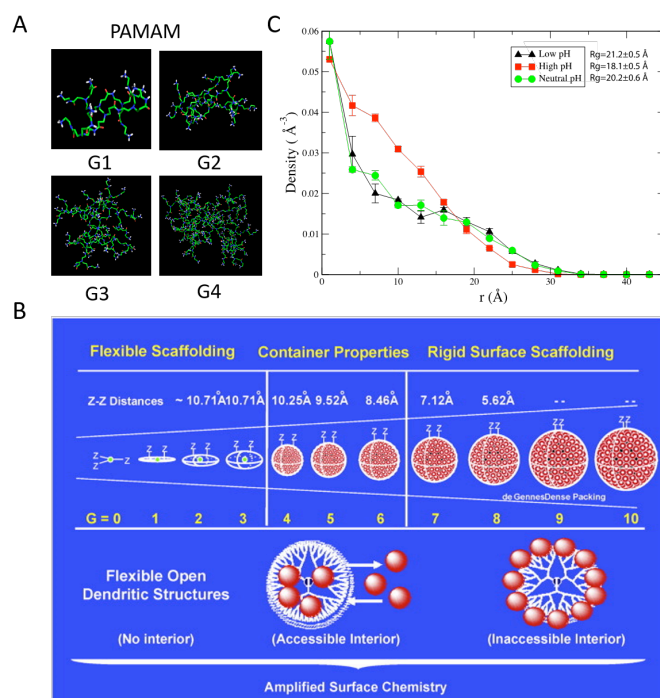 A
PAMAM
G1
G2
G3
G4
C
Density ( Å⁻³)
0.06
0.05
0.04
0.03
0.02
0.01
0
0
10
20
30
40
r (Å)
Low pH Rg=21.2±0.5 Å
High pH Rg=18.1±0.5 Å
Neutral pH Rg=20.2±0.6 Å
B
Flexible Scaffolding Container Properties Rigid Surface Scaffolding
Z-Z Distances ~ 10.71Å 10.71Å 10.25Å 9.52Å 8.46Å 7.12Å 5.62Å -- --
Z Z Z
Z Z
Z Z
Z Z
Z Z
Z Z
Z Z
Z Z
Z Z
Z Z
Z Z
de Gennes Dense Packing
G = 0 1 2 3 4 5 6 7 8 9 10
Flexible Open
Dendritic Structures
(No interior) (Accessible Interior) (Inaccessible Interior)
Amplified Surface Chemistry